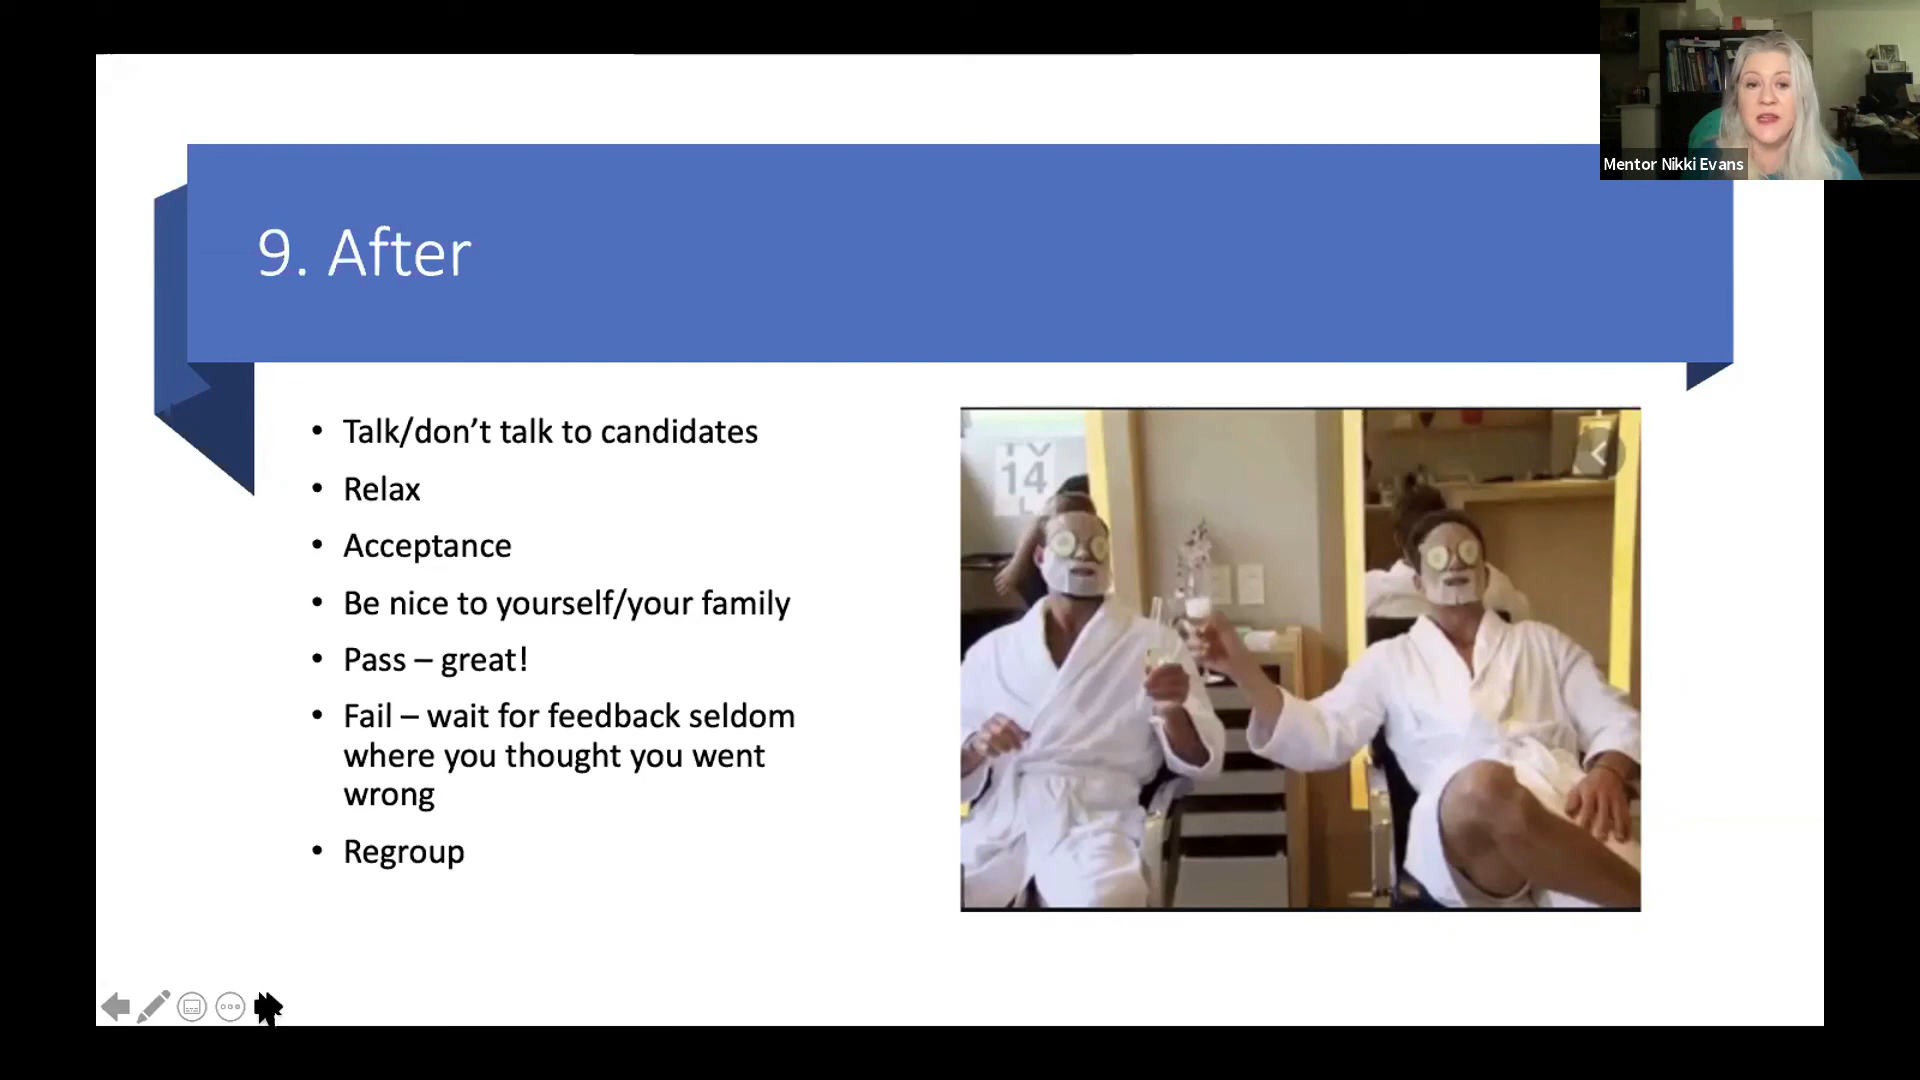 Mentor Nikki Evans
9. After
• Talk/don’t talk to candidates
• Relax
• Acceptance
• Be nice to yourself/your family
• Pass – great!
• Fail – wait for feedback seldom
where you thought you went
wrong
• Regroup
TV
14
L